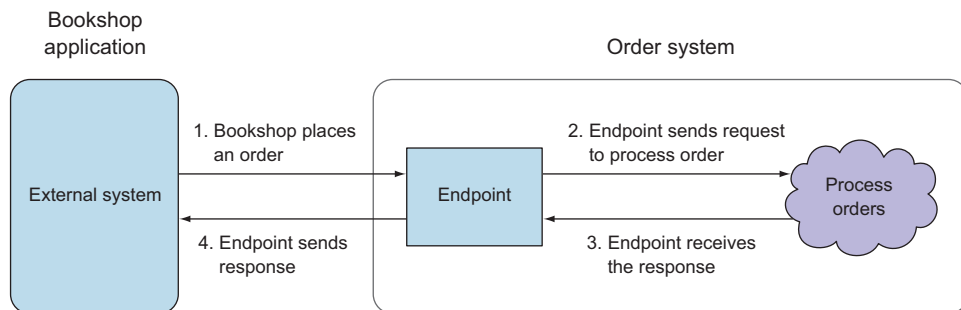 Bookshop
application
Order system
1. Bookshop places
an order
2. Endpoint sends request
to process order
External system
Endpoint
Process
orders
4. Endpoint sends
response
3. Endpoint receives
the response